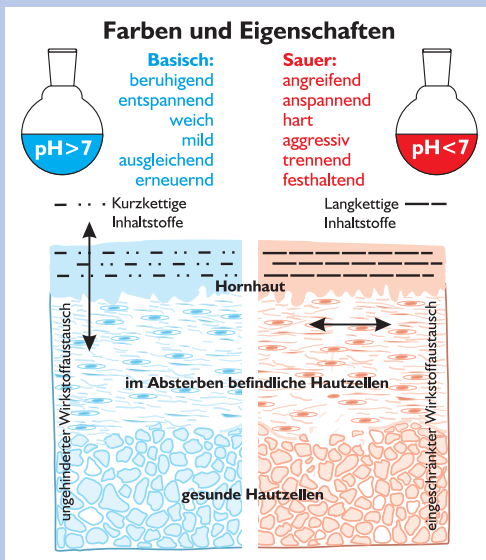 Farben und Eigenschaften
Basisch:
beruhigend
entspannend
weich
mild
ausgleichend
erneuernd
Sauer:
angreifend
anspannend
hart
aggressiv
trennend
festhaltend
pH>7
pH<7
Kurzkettige
Inhaltstoffe
Langkettige
Inhaltstoffe
Hornhaut
im Absterben befindliche Hautzellen
gesunde Hautzellen
ungehinderter Wirkstoffaustausch
eingeschränkter Wirkstoffaustausch